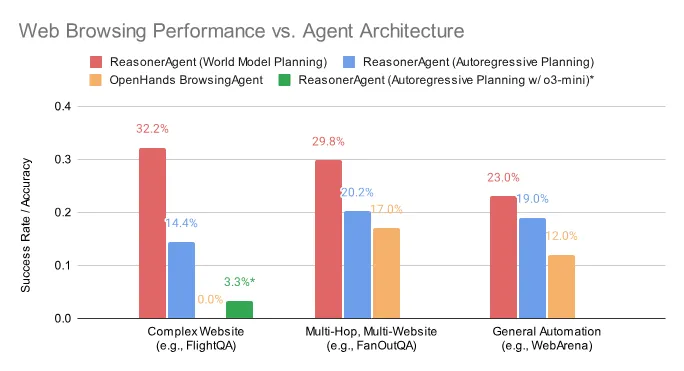 Web Browsing Performance vs. Agent Architecture
ReasonerAgent (World Model Planning) ReasonerAgent (Autoregressive Planning)
OpenHands BrowsingAgent ReasonerAgent (Autoregressive Planning w/ o3-mini)*
Success Rate / Accuracy
0.4
0.3
0.2
0.1
0.0
32.2%
14.4%
0.0%
3.3%*
29.8%
20.2%
17.0%
23.0%
19.0%
12.0%
Complex Website
(e.g., FlightQA)
Multi-Hop, Multi-Website
(e.g., FanOutQA)
General Automation
(e.g., WebArena)